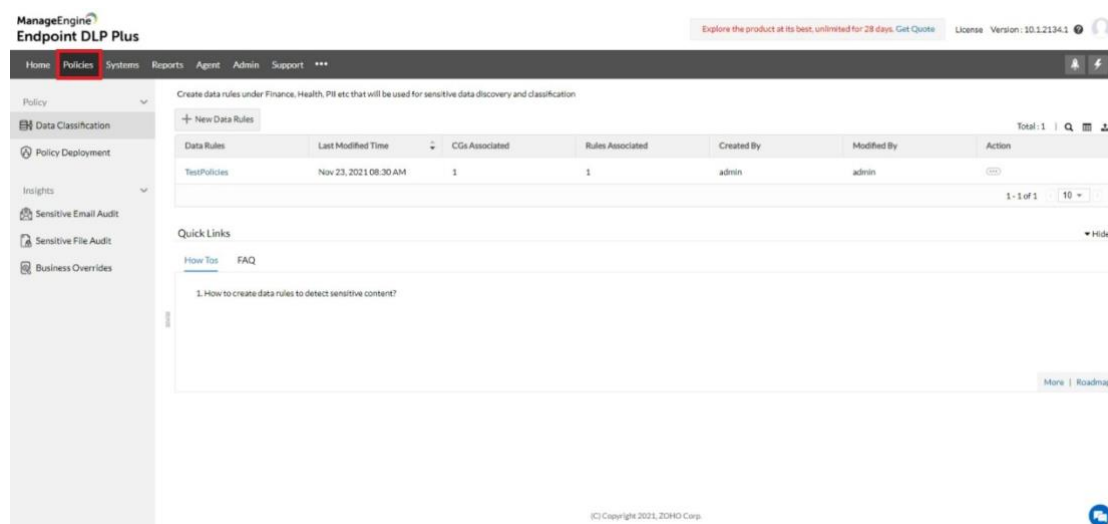 ManageEngine
Endpoint DLP Plus
Explore the product at its best, unlimited for 28 days. Get Quote License Version : 10.1.2134.1
Home Policies Systems Reports Agent Admin Support •••
Policy
Data Classification
Policy Deployment
Insights
Sensitive Email Audit
Sensitive File Audit
Business Overrides
Create data rules under Finance, Health, PII etc that will be used for sensitive data discovery and classification
+ New Data Rules
Total : 1 |
Data Rules Last Modified Time CGs Associated Rules Associated Created By Modified By Action
TestPolicies Nov 23, 2021 08:30 AM 1 1 admin admin
1 - 1 of 1 10
Quick Links
Hide
How Tos FAQ
1. How to create data rules to detect sensitive content?
More | Roadmap
(C) Copyright 2021, ZOHO Corp.